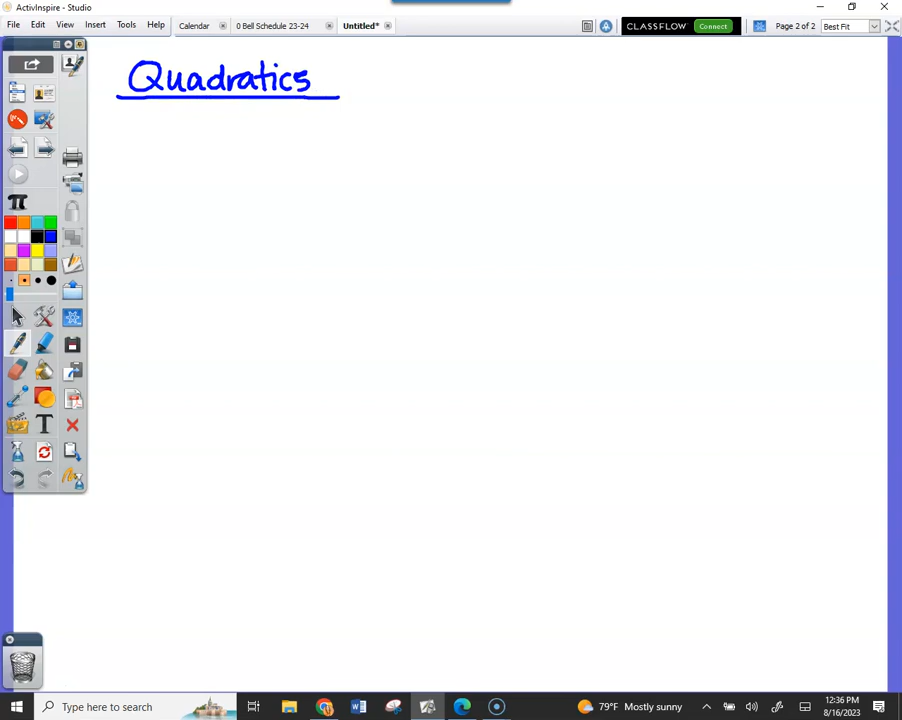 ActivInspire - Studio
File Edit View Insert Tools Help Calendar 0 Bell Schedule 23-24 Untitled* CLASSFLOW Connect Page 2 of 2 Best Fit
Quadratics
Type here to search 79°F Mostly sunny 12:36 PM
8/16/2023